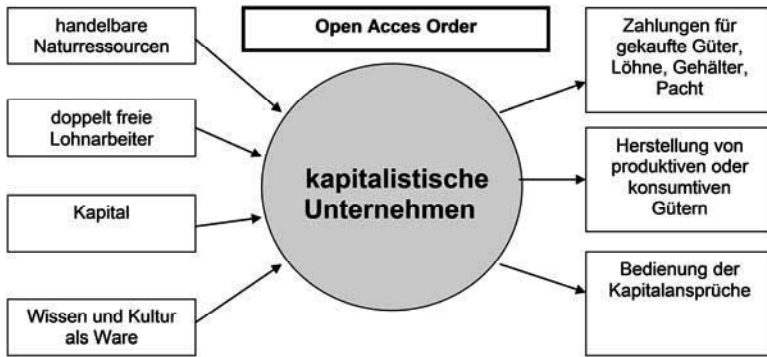 handelbare
Naturressourcen
doppelt freie
Lohnarbeiter
Kapital
Wissen und Kultur
als Ware
Open Acces Order
kapitalistische
Unternehmen
Zahlungen für
gekaufte Güter,
Löhne, Gehälter,
Pacht
Herstellung von
produktiven oder
konsumtiven
Gütern
Bedienung der
Kapitalansprüche